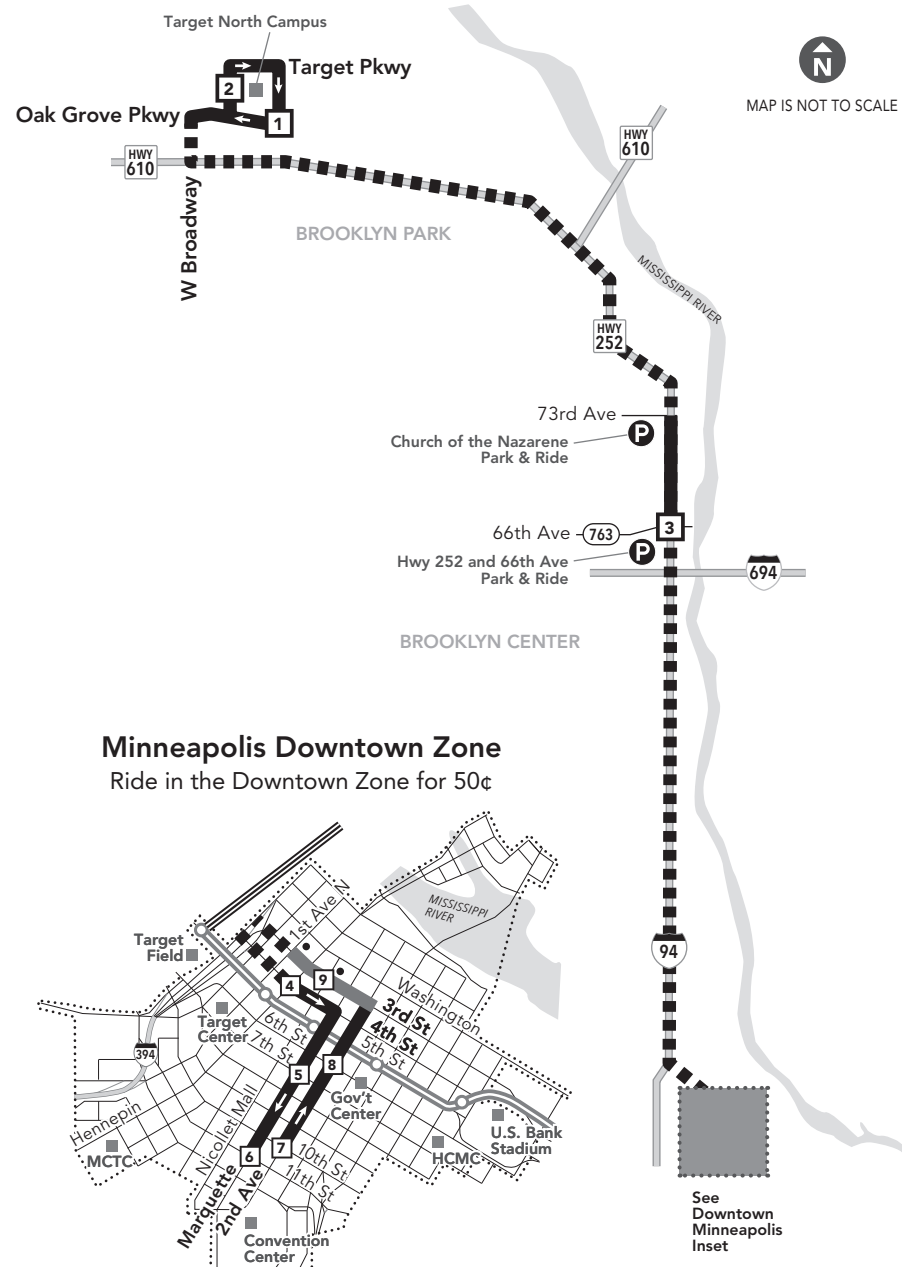 Target North Campus
Target Pkwy
2
Oak Grove Pkwy
1
N
MAP IS NOT TO SCALE
HWY
610
HWY
610
W Broadway
BROOKLYN PARK
MISSISSIPPI RIVER
HWY
252
73rd Ave
P
Church of the Nazarene
Park & Ride
3
66th Ave
763
P
Hwy 252 and 66th Ave
Park & Ride
694
BROOKLYN CENTER
Minneapolis Downtown Zone
Ride in the Downtown Zone for 50¢
94
1st Ave N
MISSISSIPPI
RIVER
Target
Field
4
9
Washington
3rd St
4th St
5th St
Target
Center
6th St
7th St
394
5
8
Gov't
Center
Hennepin
Nicollet Mall
MCTC
6
7
10th St
11th St
HCMC
U.S. Bank
Stadium
Marquette
2nd Ave
Convention
Center
See
Downtown
Minneapolis
Inset